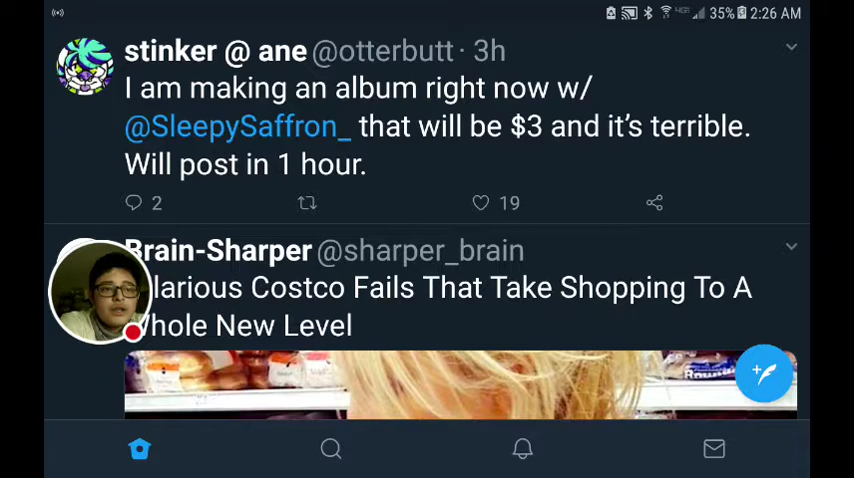 35% 2:26 AM
stinker @ ane @otterbutt · 3h
I am making an album right now w/
@SleepySaffron_ that will be $3 and it's terrible.
Will post in 1 hour.
2 19
Brain-Sharper @sharper_brain
larious Costco Fails That Take Shopping To A
Whole New Level